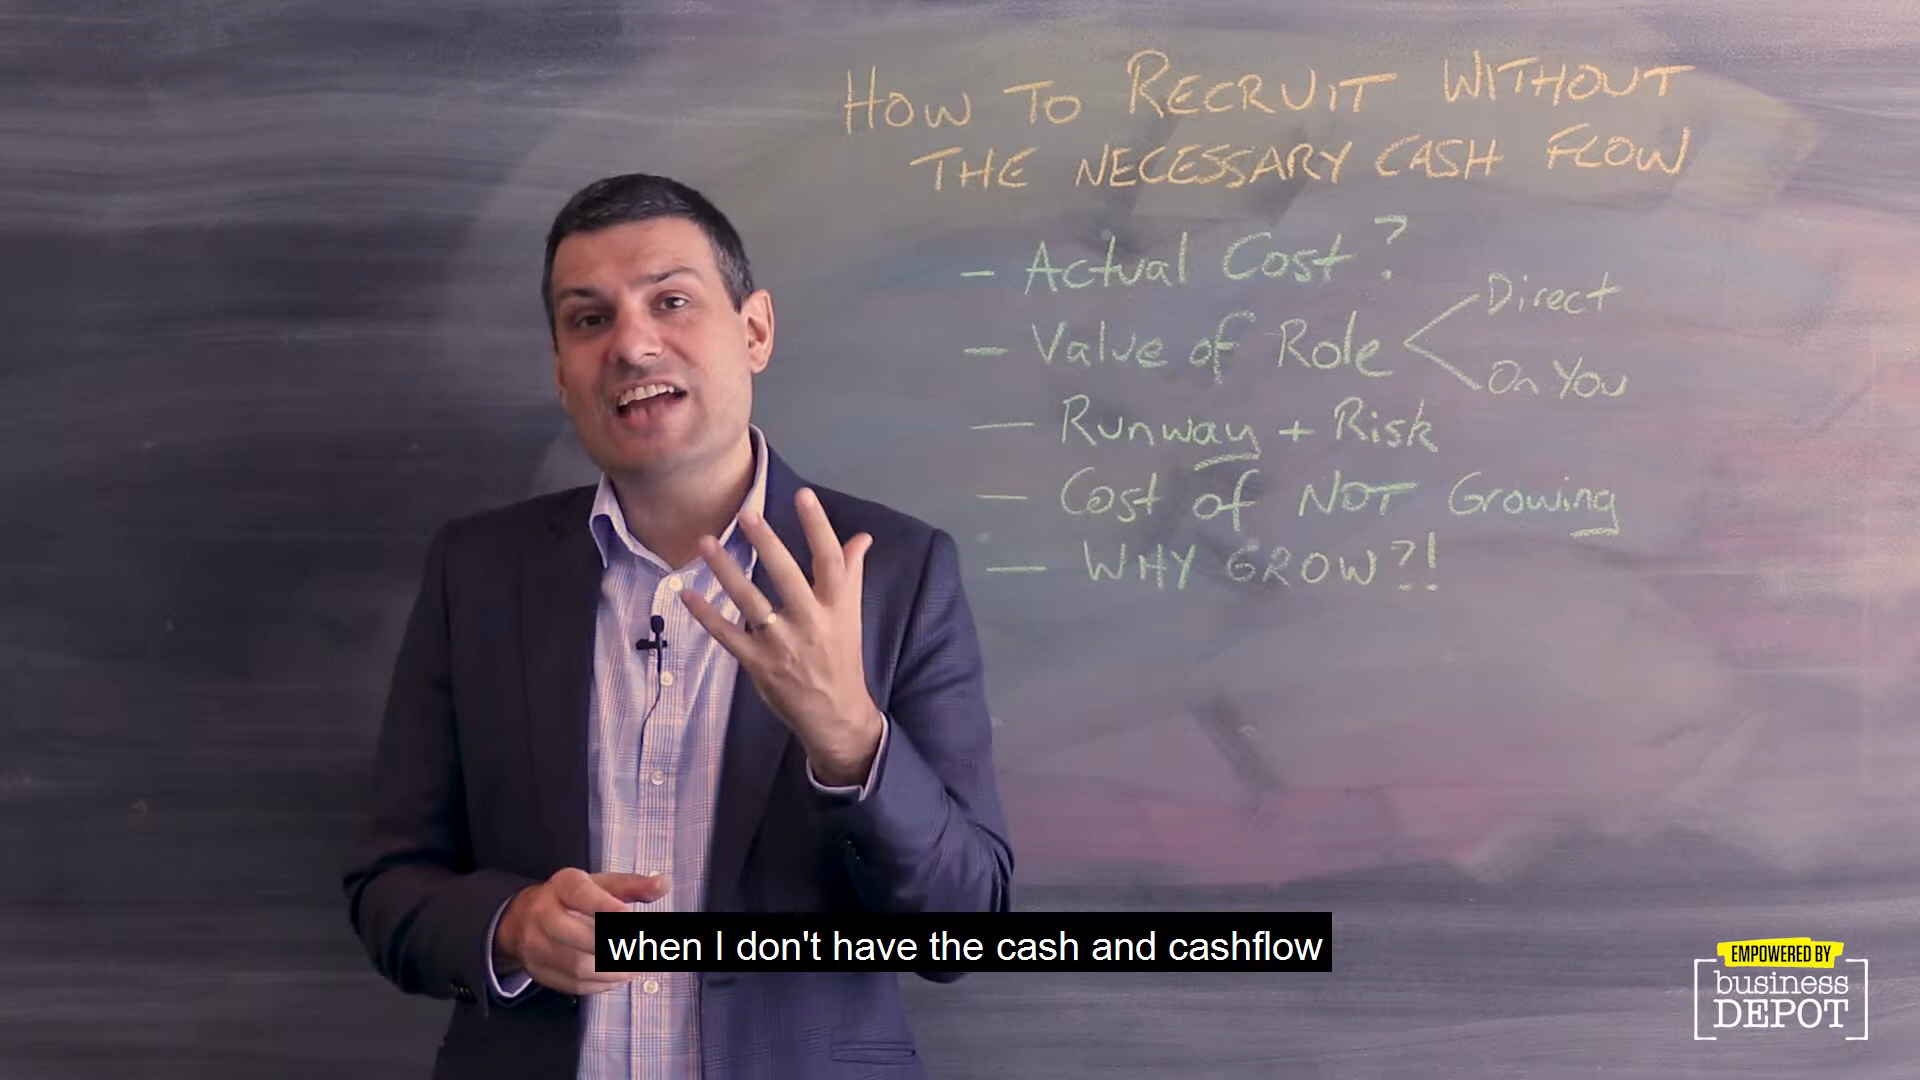 HOW TO RECRUIT WITHOUT
THE NECESSARY CASH FLOW
- Actual Cost?
- Value of Role < Direct
On You
- Runway + Risk
- Cost of NOT Growing
- WHY GROW?!
when I don't have the cash and cashflow
EMPOWERED BY
business
DEPOT